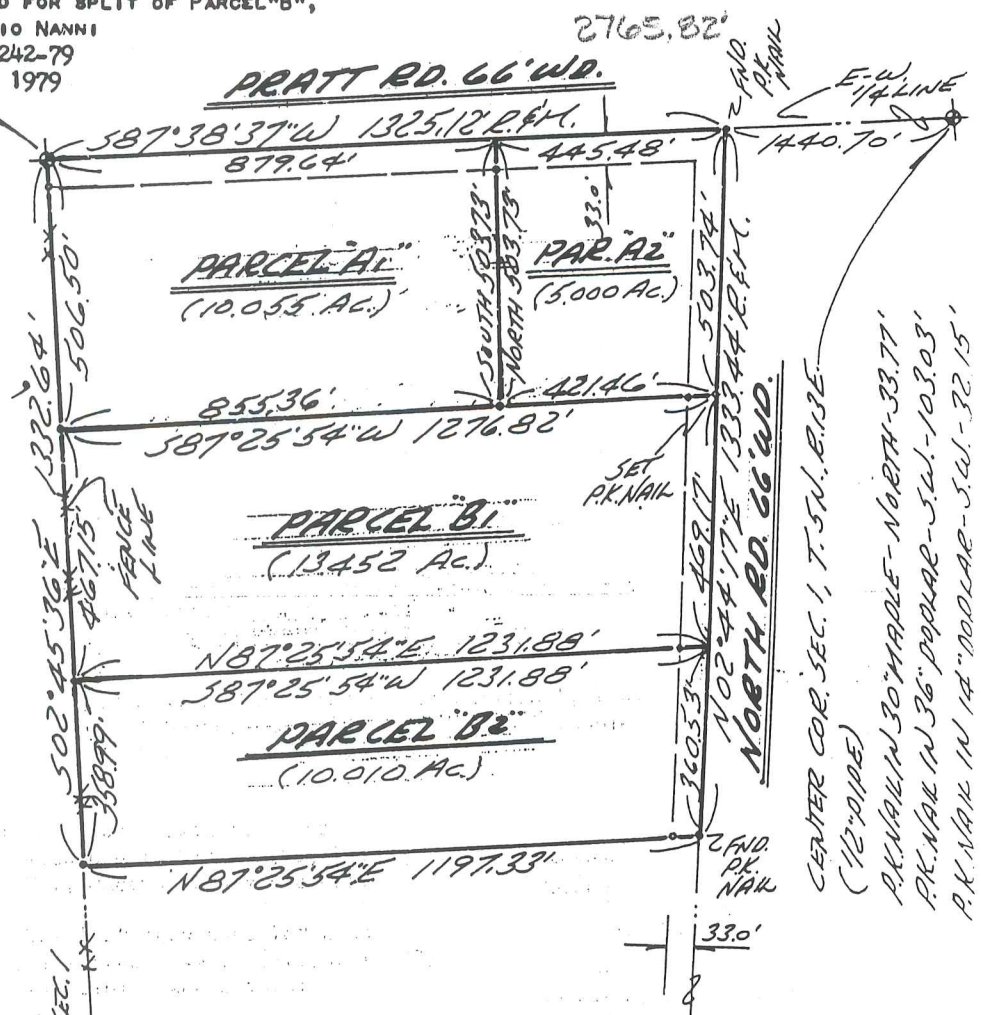 D FOR SPLIT OF PARCEL "B",
IO NANNI
242-79
1979
2765.82'
PRATT RD. 66' WD.
FND. P.K. NAIL
E-W. 1/4 LINE
S87°38'37"W 1325.12' R.&M.
1440.70'
879.64'
445.48'
33.0'
PARCEL "A1"
(10.055 Ac.)
PAR. "A2"
(5.000 Ac.)
SOUTH 503.73'
NORTH 503.73'
506.50'
503.74'
1332.64'
N02°44'17"E 1333.44' R.&M.
855.36'
421.46'
S87°25'54"W 1276.82'
SET
P.K. NAIL
PARCEL "B1"
(13.452 Ac.)
467.15'
FENCE
LINE
469.17'
NORTH RD. 66' WD.
S02°45'36"E
N87°25'54"E 1231.88'
S87°25'54"W 1231.88'
PARCEL "B2"
(10.010 Ac.)
358.99'
360.53'
N87°25'54"E 1197.33'
FND.
P.K.
NAIL
33.0'
SEC. 1
CENTER COR. SEC. 1, T.5N., R.13E.
(1/2" PIPE)
P.K. NAIL IN 30" MAPLE - NORTH - 33.77'
P.K. NAIL IN 36" POPLAR - S.W. - 103.03'
P.K. NAIL IN 14" POPLAR - S.W. - 32.15'